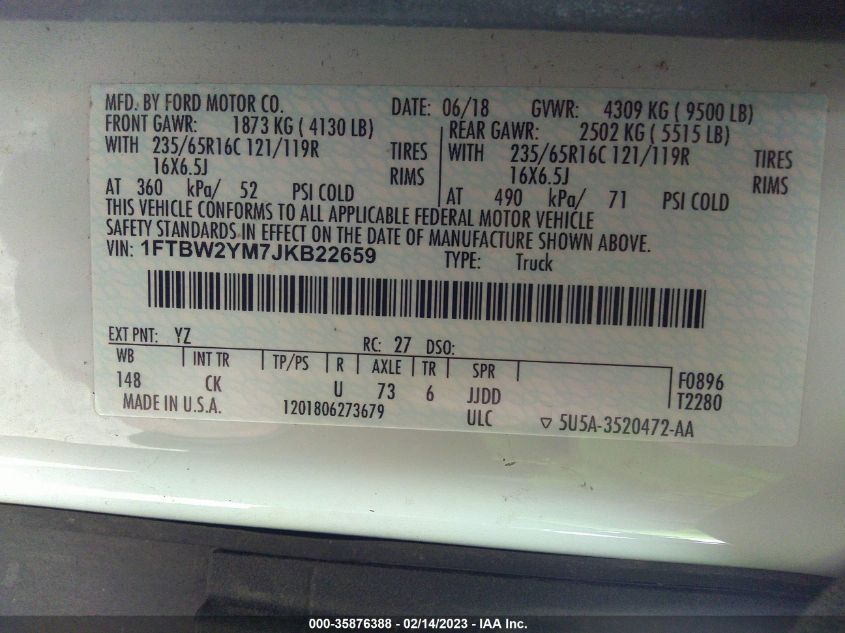 MFD. BY FORD MOTOR CO. DATE: 06/18 GVWR: 4309 KG ( 9500 LB)
FRONT GAWR: 1873 KG ( 4130 LB) REAR GAWR: 2502 KG ( 5515 LB)
WITH 235/65R16C 121/119R TIRES WITH 235/65R16C 121/119R TIRES
16X6.5J RIMS 16X6.5J RIMS
AT 360 kPa/ 52 PSI COLD AT 490 kPa/ 71 PSI COLD
THIS VEHICLE CONFORMS TO ALL APPLICABLE FEDERAL MOTOR VEHICLE
SAFETY STANDARDS IN EFFECT ON THE DATE OF MANUFACTURE SHOWN ABOVE.
VIN: 1FTBW2YM7JKB22659 TYPE: Truck
EXT PNT: YZ RC: 27 DSO:
WB INT TR TP/PS R AXLE TR SPR
148 CK U 73 6 JJDD F0896
MADE IN U.S.A. 1201806273679 ULC T2280
▽ 5U5A-3520472-AA
000-35876388 — 02/14/2023 — IAA Inc.